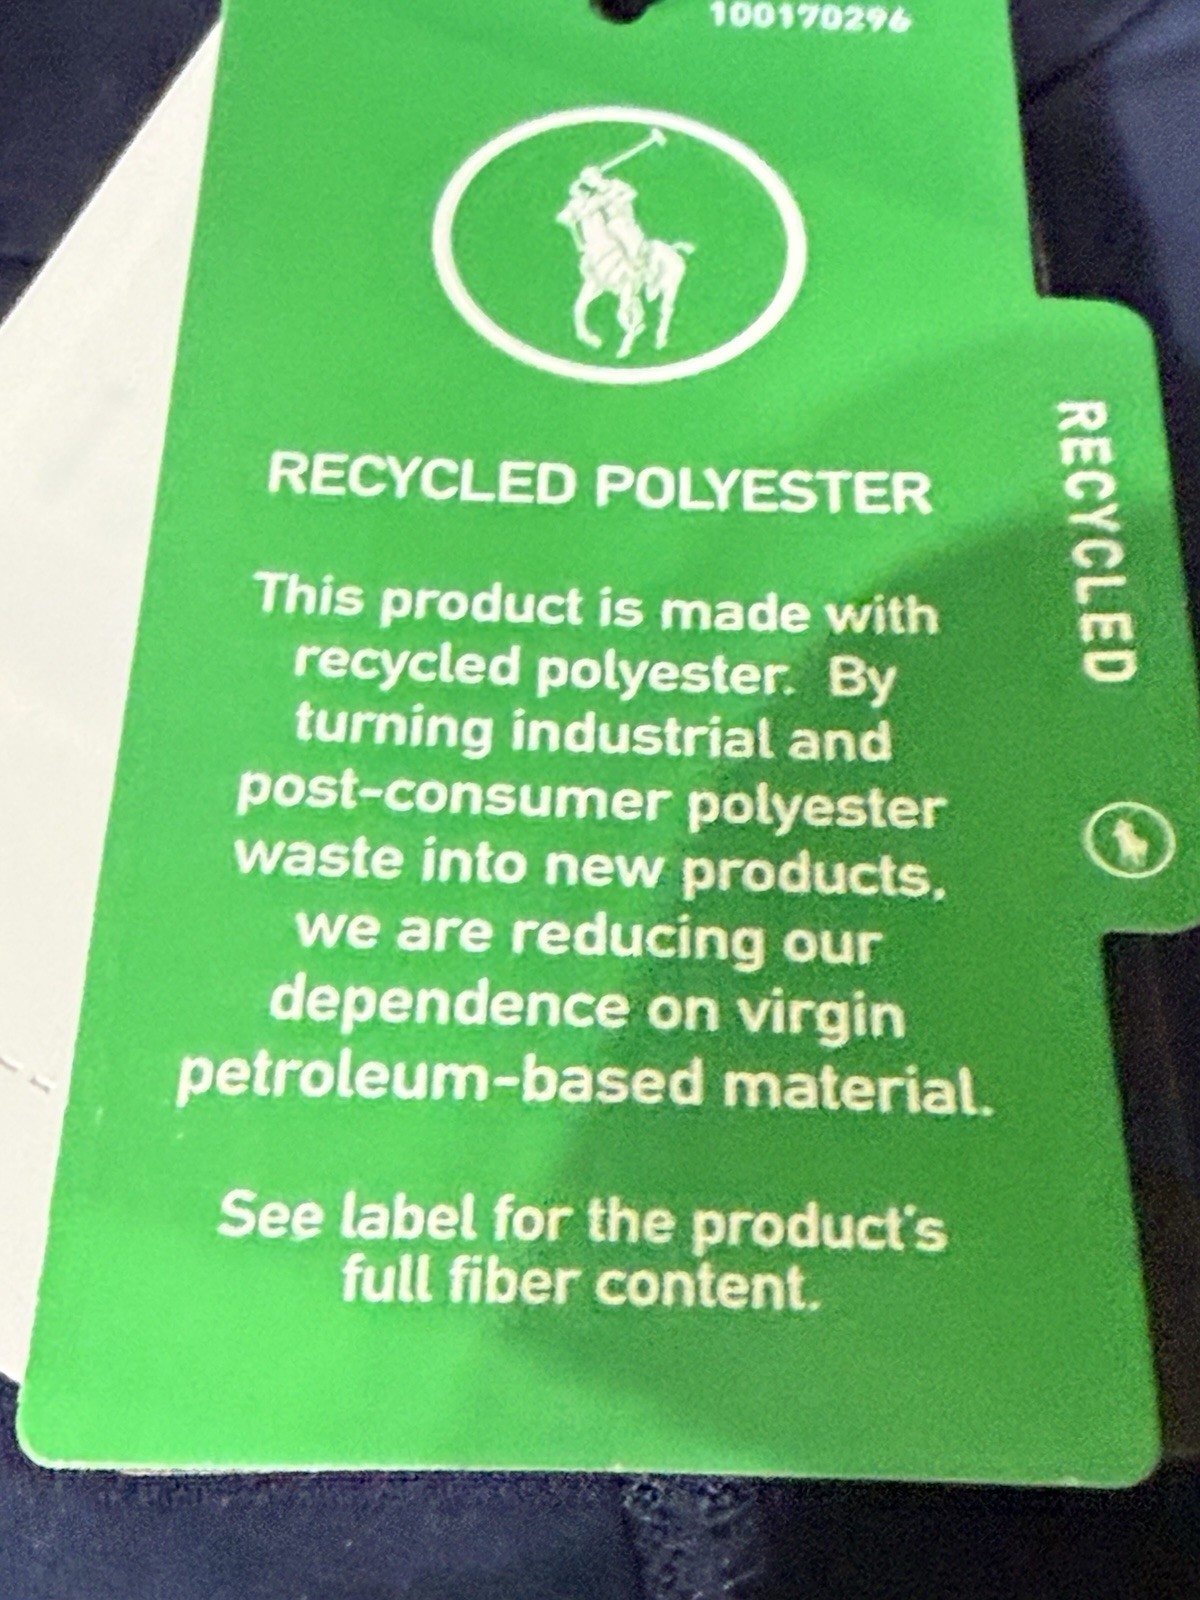 100170296
RECYCLED POLYESTER
This product is made with
recycled polyester. By
turning industrial and
post-consumer polyester
waste into new products,
we are reducing our
dependence on virgin
petroleum-based material.
See label for the product's
full fiber content.
RECYCLED